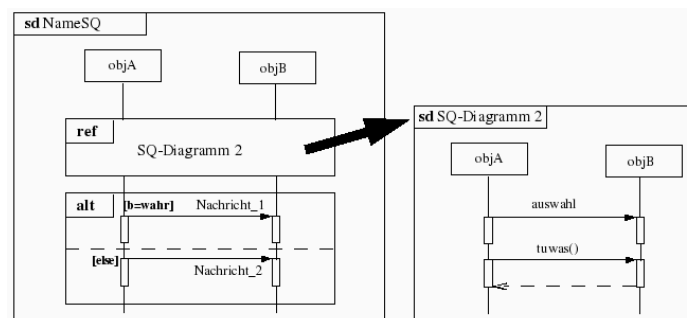 sd NameSQ
objA
objB
ref
SQ-Diagramm 2
alt
[b=wahr]
Nachricht_1
[else]
Nachricht_2
sd SQ-Diagramm 2
objA
objB
auswahl
tuwas()